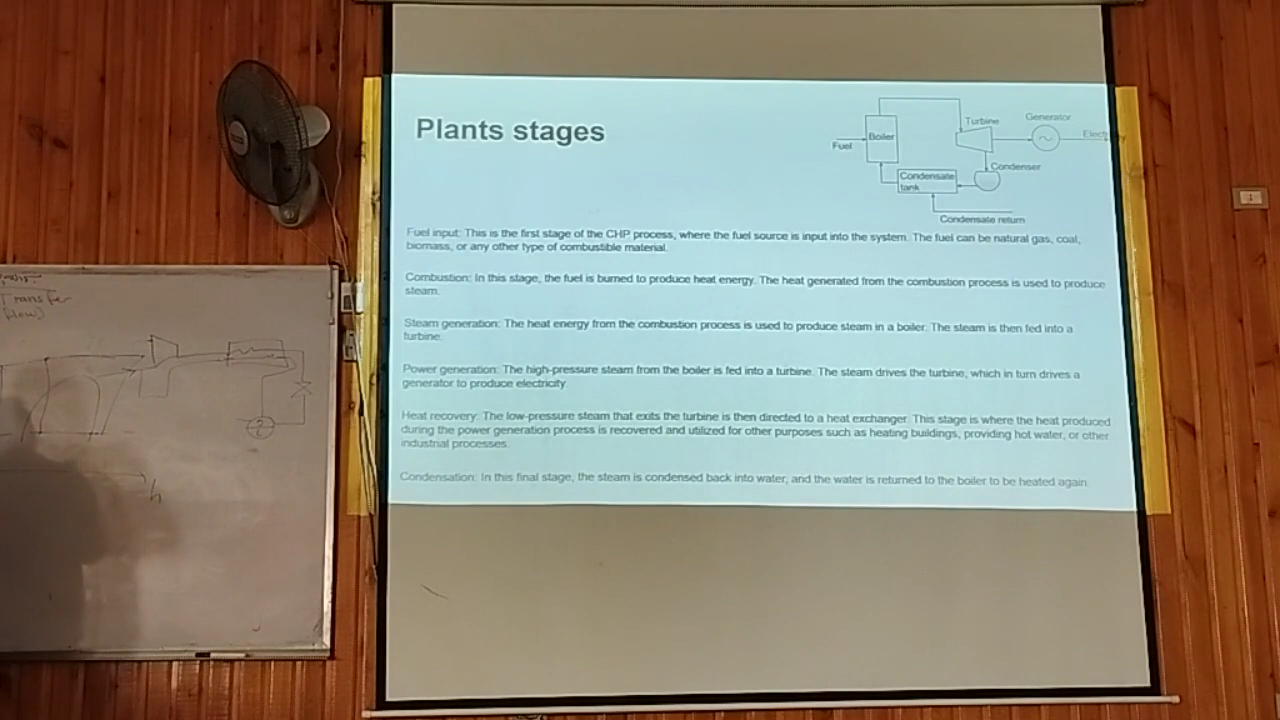 Plants stages
Turbine
Generator
Fuel
Boiler
Condenser
Condensate
tank
Condensate return
Fuel input: This is the first stage of the CHP process, where the fuel source is input into the system. The fuel can be natural gas, coal,
biomass, or any other type of combustible material.
Combustion: In this stage, the fuel is burned to produce heat energy. The heat generated from the combustion process is used to produce
steam.
Steam generation: The heat energy from the combustion process is used to produce steam in a boiler. The steam is then fed into a
turbine.
Power generation: The high-pressure steam from the boiler is fed into a turbine. The steam drives the turbine, which in turn drives a
generator to produce electricity.
Heat recovery: The low-pressure steam that exits the turbine is then directed to a heat exchanger. This stage is where the heat produced
during the power generation process is recovered and utilized for other purposes such as heating buildings, providing hot water, or other
industrial processes.
Condensation: In this final stage, the steam is condensed back into water, and the water is returned to the boiler to be heated again.
Transfer
flow)
h